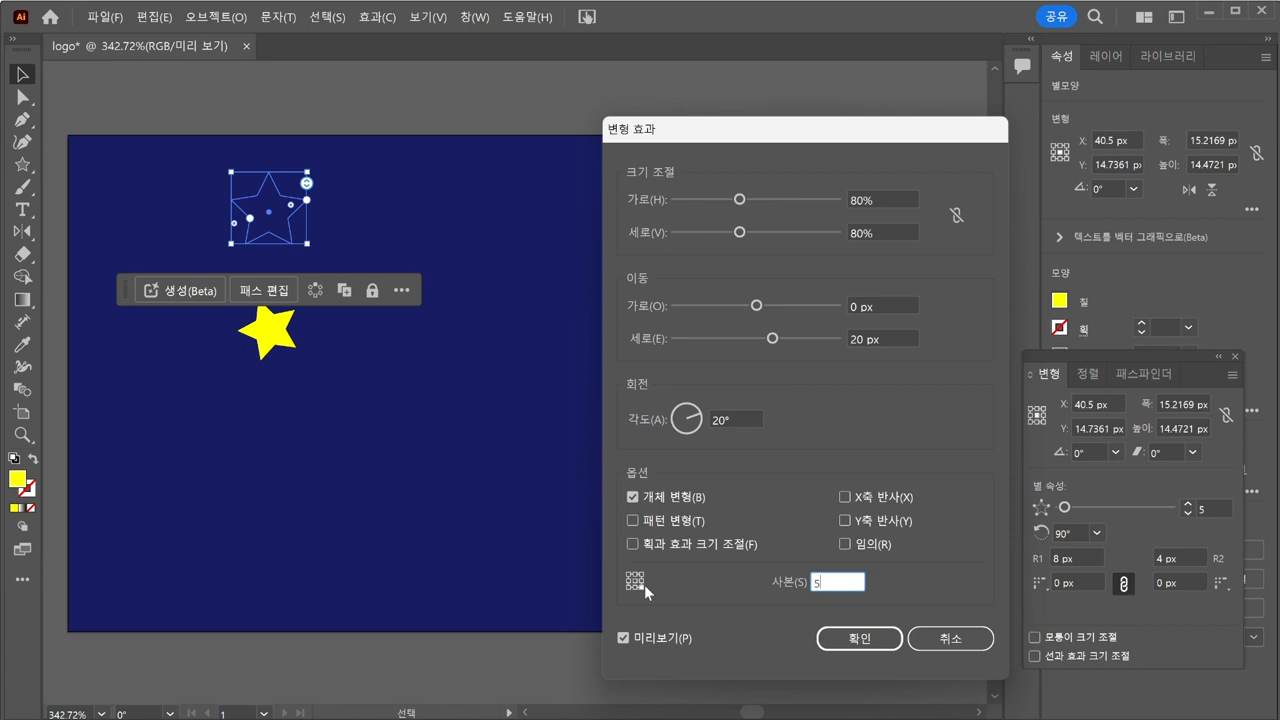 Ai 파일(F) 편집(E) 오브젝트(O) 문자(T) 선택(S) 효과(C) 보기(V) 창(W) 도움말(H) 공유
logo* @ 342.72%(RGB/미리 보기) ×
속성 레이어 라이브러리
별모양
변형
X: 40.5 px 폭: 15.2169 px
Y: 14.7361 px 높이: 14.4721 px
0°
텍스트를 벡터 그래픽으로(Beta)
모양
칠
획
생성(Beta) 패스 편집
변형 효과
크기 조절
가로(H): 80%
세로(V): 80%
이동
가로(O): 0 px
세로(E): 20 px
회전
각도(A): 20°
옵션
개체 변형(B) X축 반사(X)
패턴 변형(T) Y축 반사(Y)
획과 효과 크기 조절(F) 임의(R)
사본(S) 5
미리보기(P) 확인 취소
변형 정렬 패스파인더
X: 40.5 px 폭: 15.2169 px
Y: 14.7361 px 높이: 14.4721 px
0° 0°
별 속성:
5
90°
R1 8 px 4 px R2
0 px 0 px
모퉁이 크기 조절
선과 효과 크기 조절
342.72% 0° 1 선택